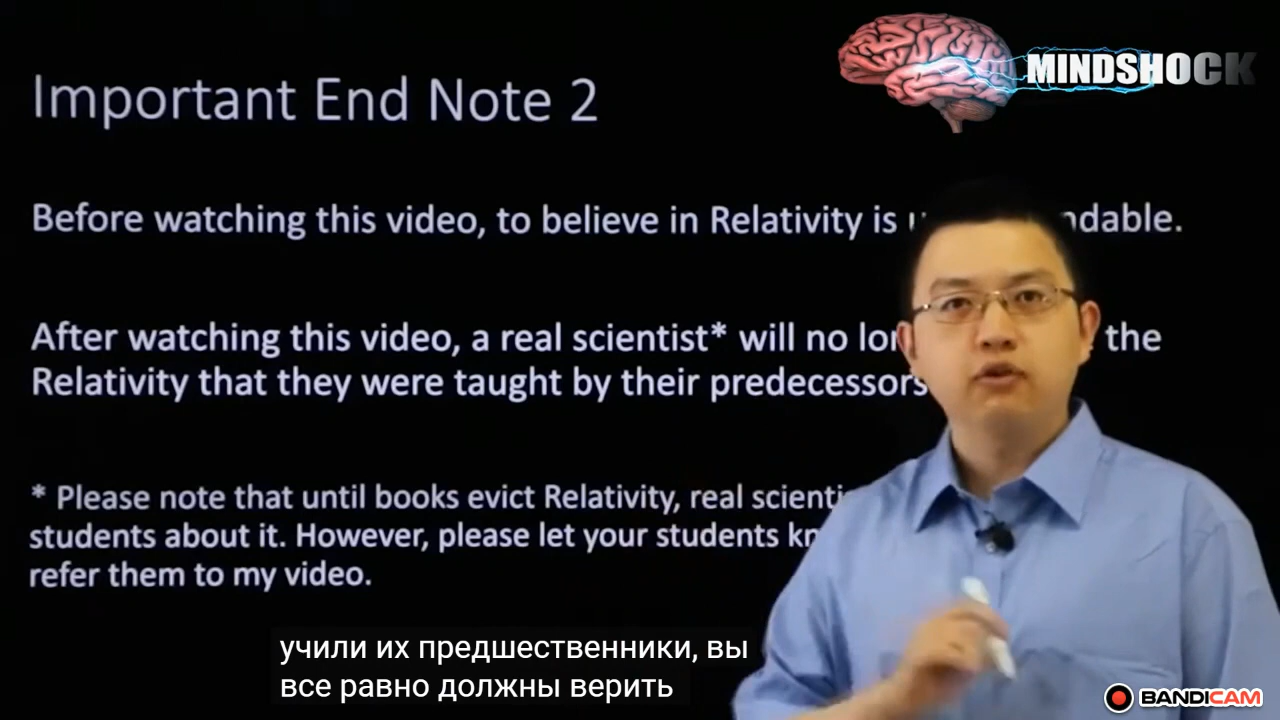 MINDSHOCK
Important End Note 2
Before watching this video, to believe in Relativity is
After watching this video, a real scientist* will no the
Relativity that they were taught by their predecessors
* Please note that until books evict Relativity, real
students about it. However, please let your students
refer them to my video.
учили их предшественники, вы
все равно должны верить
BANDICAM